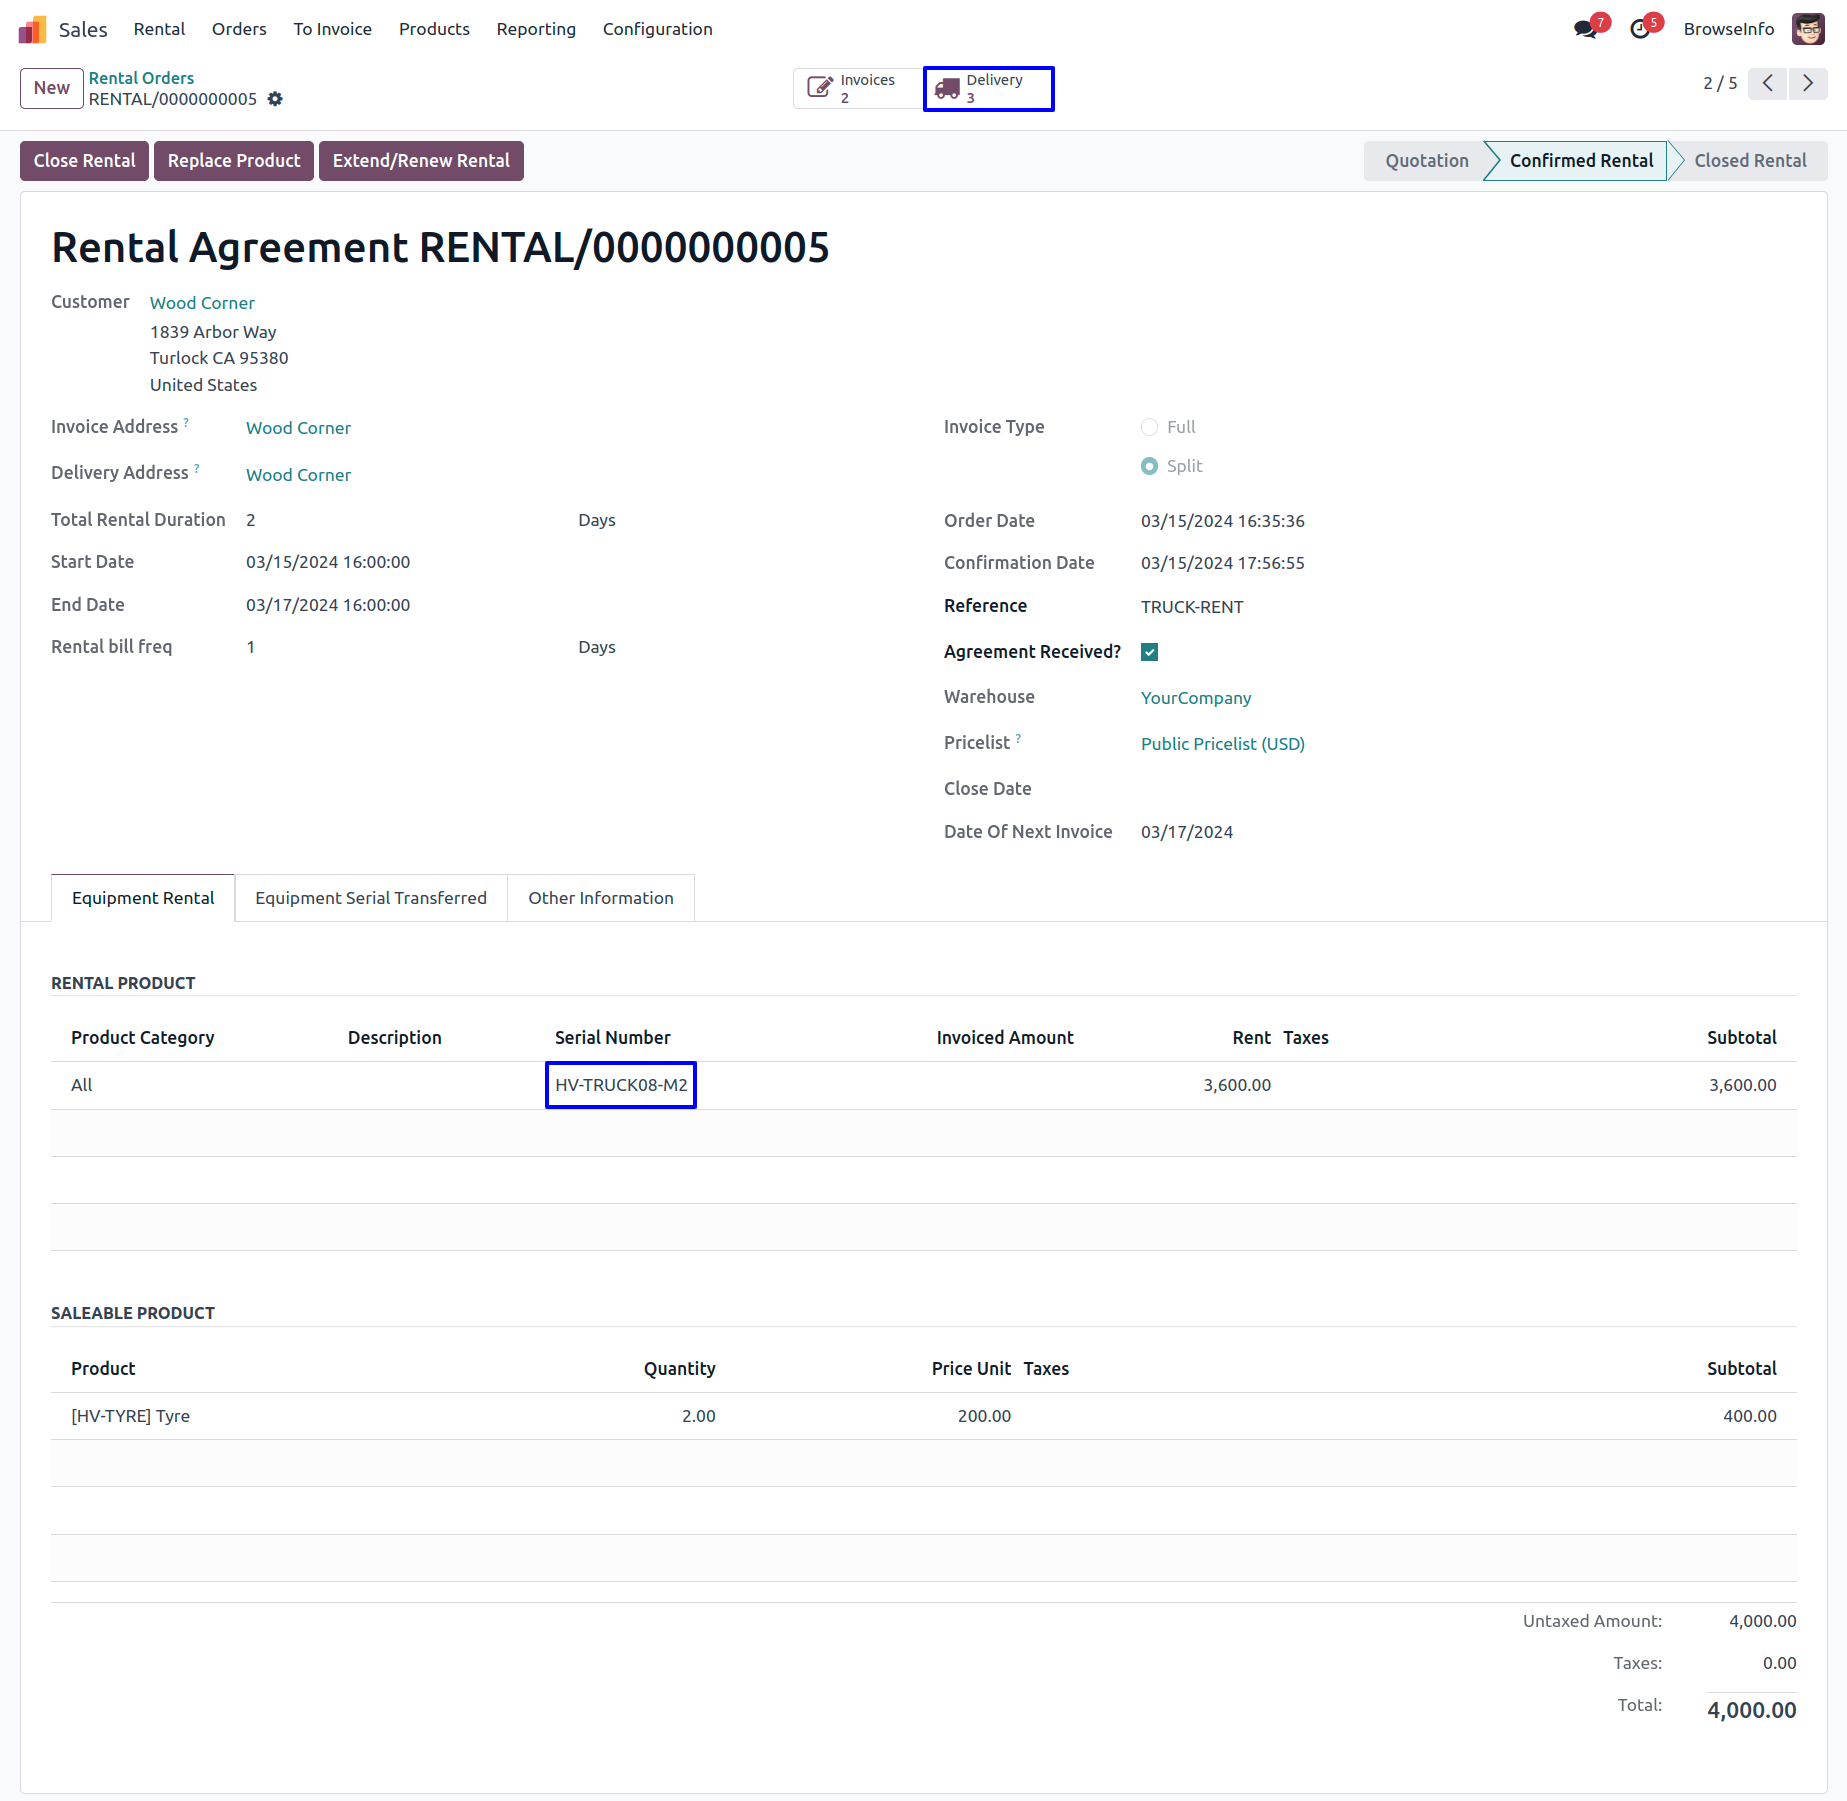 Sales Rental Orders To Invoice Products Reporting Configuration 7 5 BrowseInfo
New Rental Orders
RENTAL/0000000005
Invoices
2
Delivery
3
2 / 5
Close Rental Replace Product Extend/Renew Rental Quotation Confirmed Rental Closed Rental
Rental Agreement RENTAL/0000000005
Customer Wood Corner
1839 Arbor Way
Turlock CA 95380
United States
Invoice Address ? Wood Corner
Delivery Address ? Wood Corner
Total Rental Duration 2 Days
Start Date 03/15/2024 16:00:00
End Date 03/17/2024 16:00:00
Rental bill freq 1 Days
Invoice Type Full
Split
Order Date 03/15/2024 16:35:36
Confirmation Date 03/15/2024 17:56:55
Reference TRUCK-RENT
Agreement Received?
Warehouse YourCompany
Pricelist ? Public Pricelist (USD)
Close Date
Date Of Next Invoice 03/17/2024
Equipment Rental Equipment Serial Transferred Other Information
RENTAL PRODUCT
Product Category Description Serial Number Invoiced Amount Rent Taxes Subtotal
All HV-TRUCK08-M2 3,600.00 3,600.00
SALEABLE PRODUCT
Product Quantity Price Unit Taxes Subtotal
[HV-TYRE] Tyre 2.00 200.00 400.00
Untaxed Amount: 4,000.00
Taxes: 0.00
Total: 4,000.00